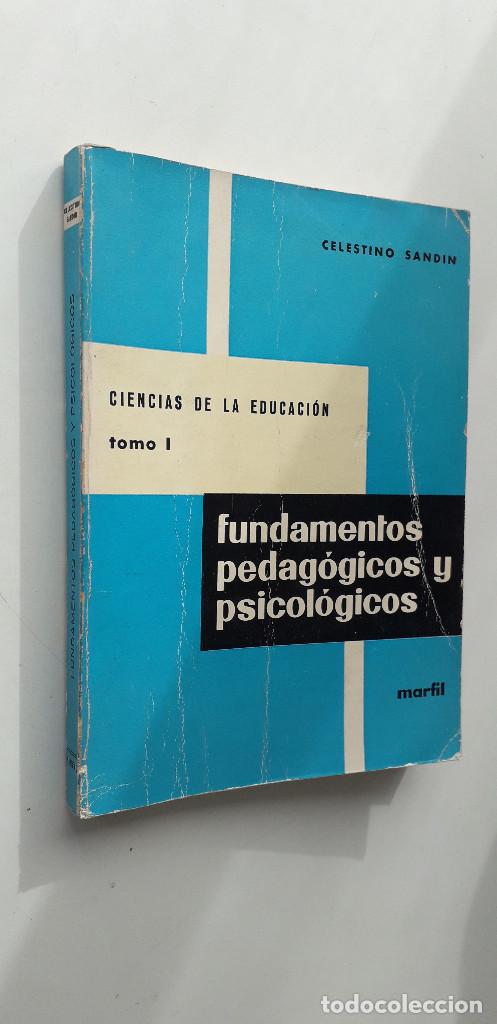 CELESTINO SANDIN
CIENCIAS DE LA EDUCACIÓN
tomo I
fundamentos
pedagógicos y
psicológicos
marfil
FUNDAMENTOS PEDAGÓGICOS Y PSICOLÓGICOS
todocoleccion